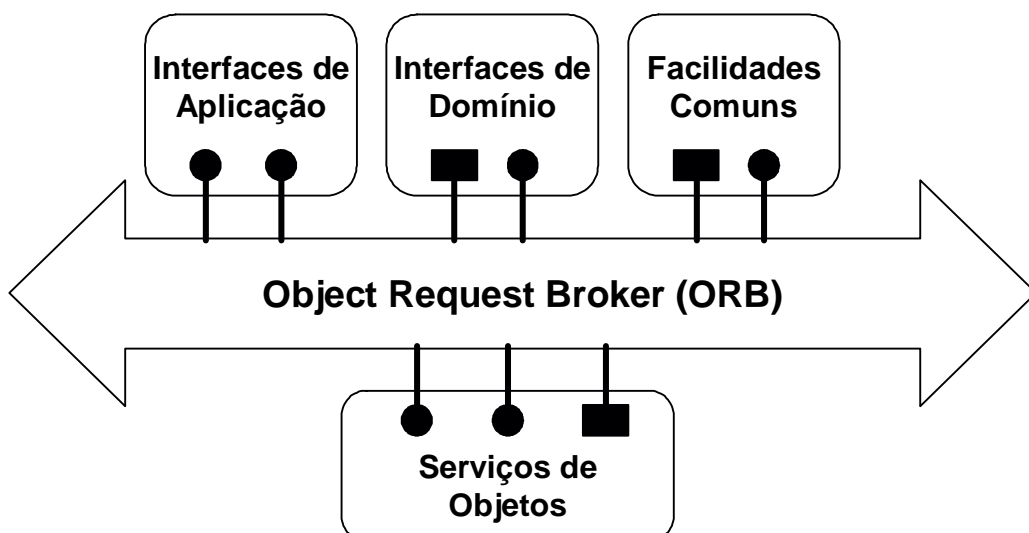 Interfaces de
Aplicação
Interfaces de
Domínio
Facilidades
Comuns
Object Request Broker (ORB)
Serviços de
Objetos